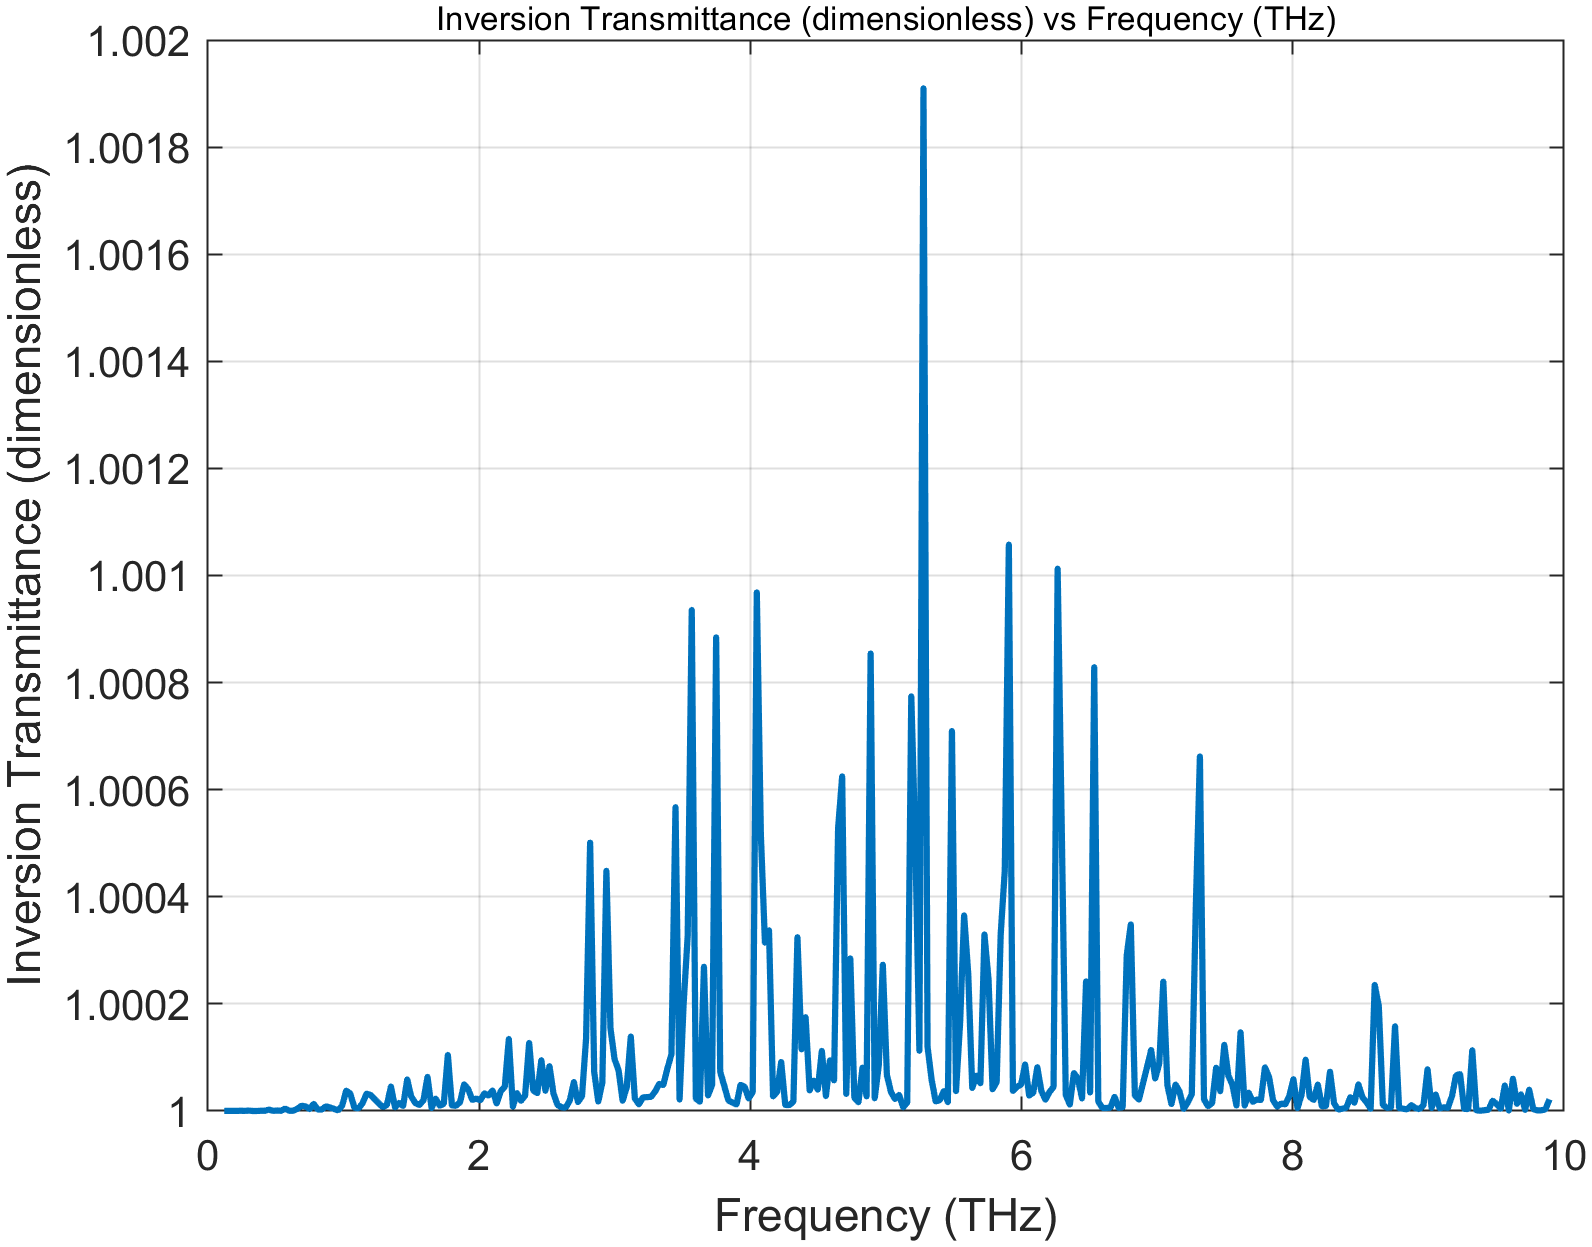 Inversion Transmittance (dimensionless) vs Frequency (THz)
1.002
1.0018
1.0016
1.0014
1.0012
1.001
1.0008
1.0006
1.0004
1.0002
1
Inversion Transmittance (dimensionless)
0 2 4 6 8 10
Frequency (THz)